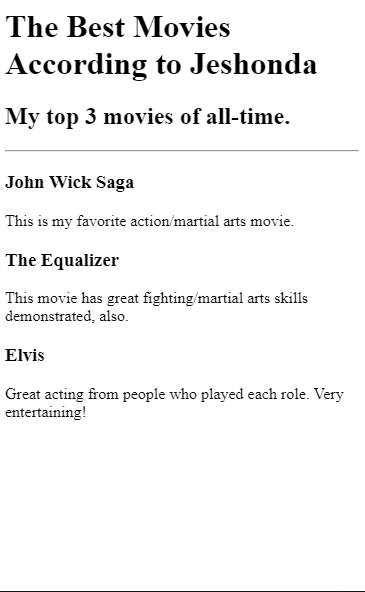 The Best Movies
According to Jeshonda
My top 3 movies of all-time.
John Wick Saga
This is my favorite action/martial arts movie.
The Equalizer
This movie has great fighting/martial arts skills
demonstrated, also.
Elvis
Great acting from people who played each role. Very
entertaining!